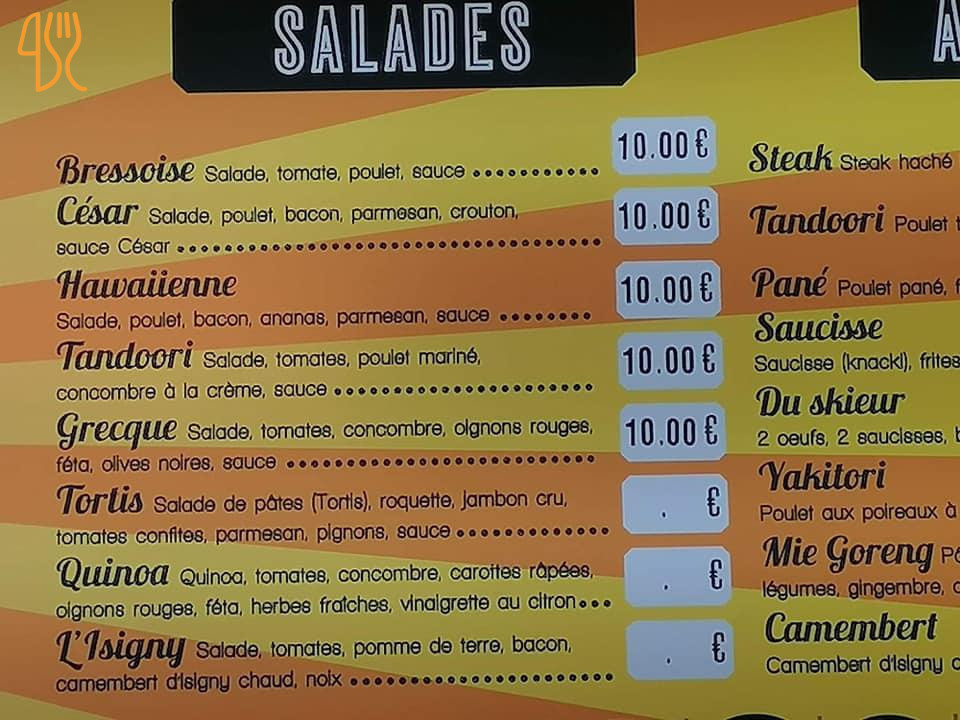 SALADES
Bressoise Salade, tomate, poulet, sauce 10.00 €
César Salade, poulet, bacon, parmesan, crouton,
sauce César 10.00 €
Hawaiienne
Salade, poulet, bacon, ananas, parmesan, sauce 10.00 €
Tandoori Salade, tomates, poulet mariné,
concombre à la crème, sauce 10.00 €
Grecque Salade, tomates, concombre, oignons rouges,
féta, olives noires, sauce 10.00 €
Tortis Salade de pâtes (Tortis), roquette, jambon cru,
tomates confites, parmesan, pignons, sauce . €
Quinoa Quinoa, tomates, concombre, carottes râpées,
oignons rouges, féta, herbes fraîches, vinaigrette au citron . €
L'Isigny Salade, tomates, pomme de terre, bacon,
camembert d'isigny chaud, noix . €
Steak Steak haché
Tandoori Poulet
Pané Poulet pané,
Saucisse
Saucisse (knackl), frites
Du skieur
2 oeufs, 2 saucisses,
Yakitori
Poulet aux poireaux à
Mie Goreng
légumes, gingembre,
Camembert
Camembert d'isigny